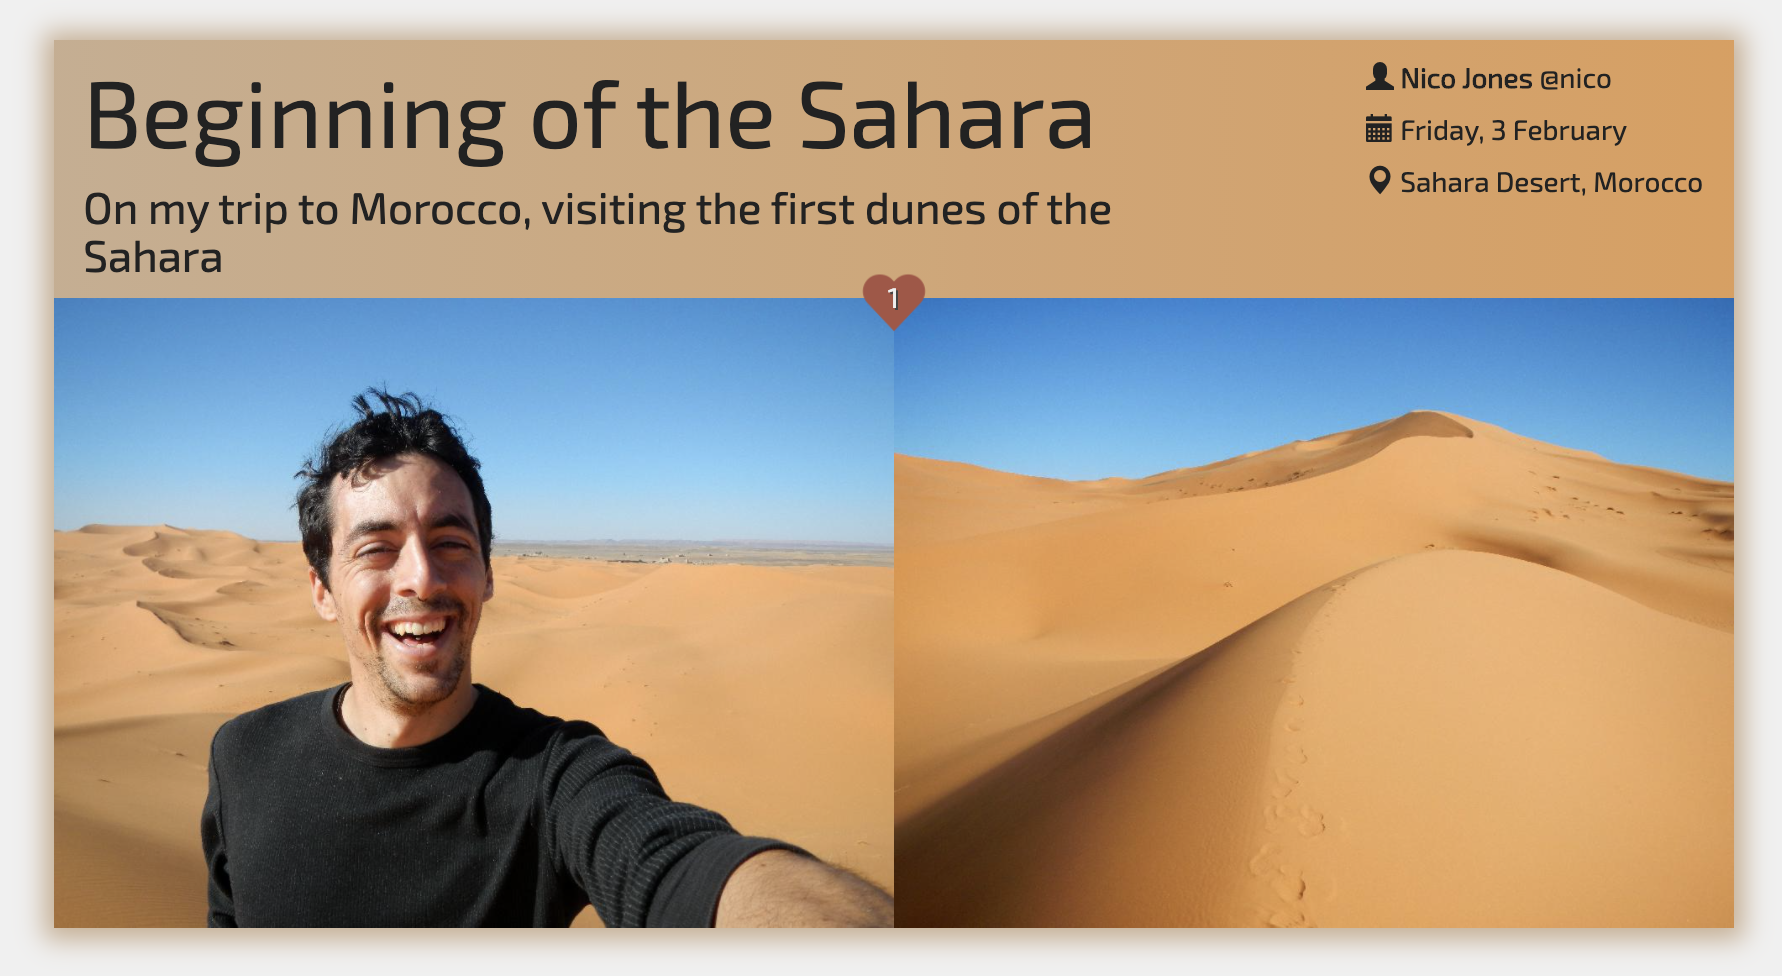 Beginning of the Sahara
On my trip to Morocco, visiting the first dunes of the
Sahara
Nico Jones @nico
Friday, 3 February
Sahara Desert, Morocco
1